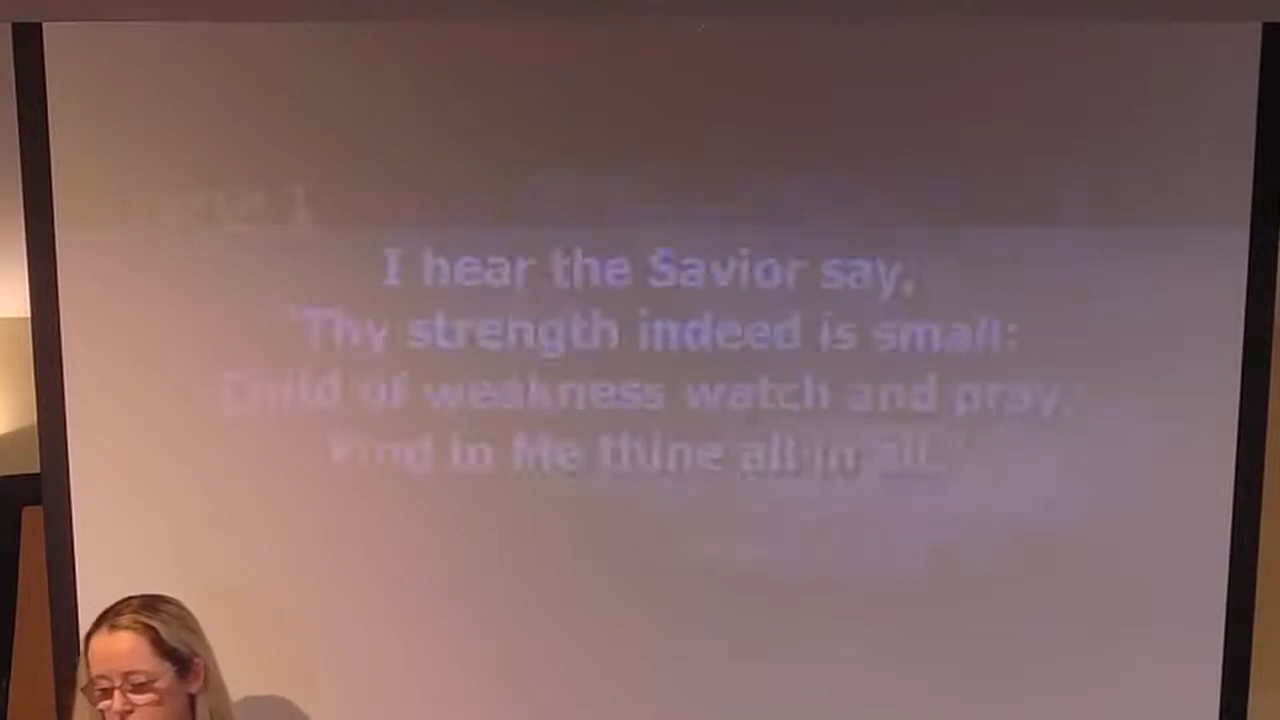 I hear the Savior say,
"Thy strength indeed is small;
Child of weakness watch and pray,
Find in Me thine all in all."